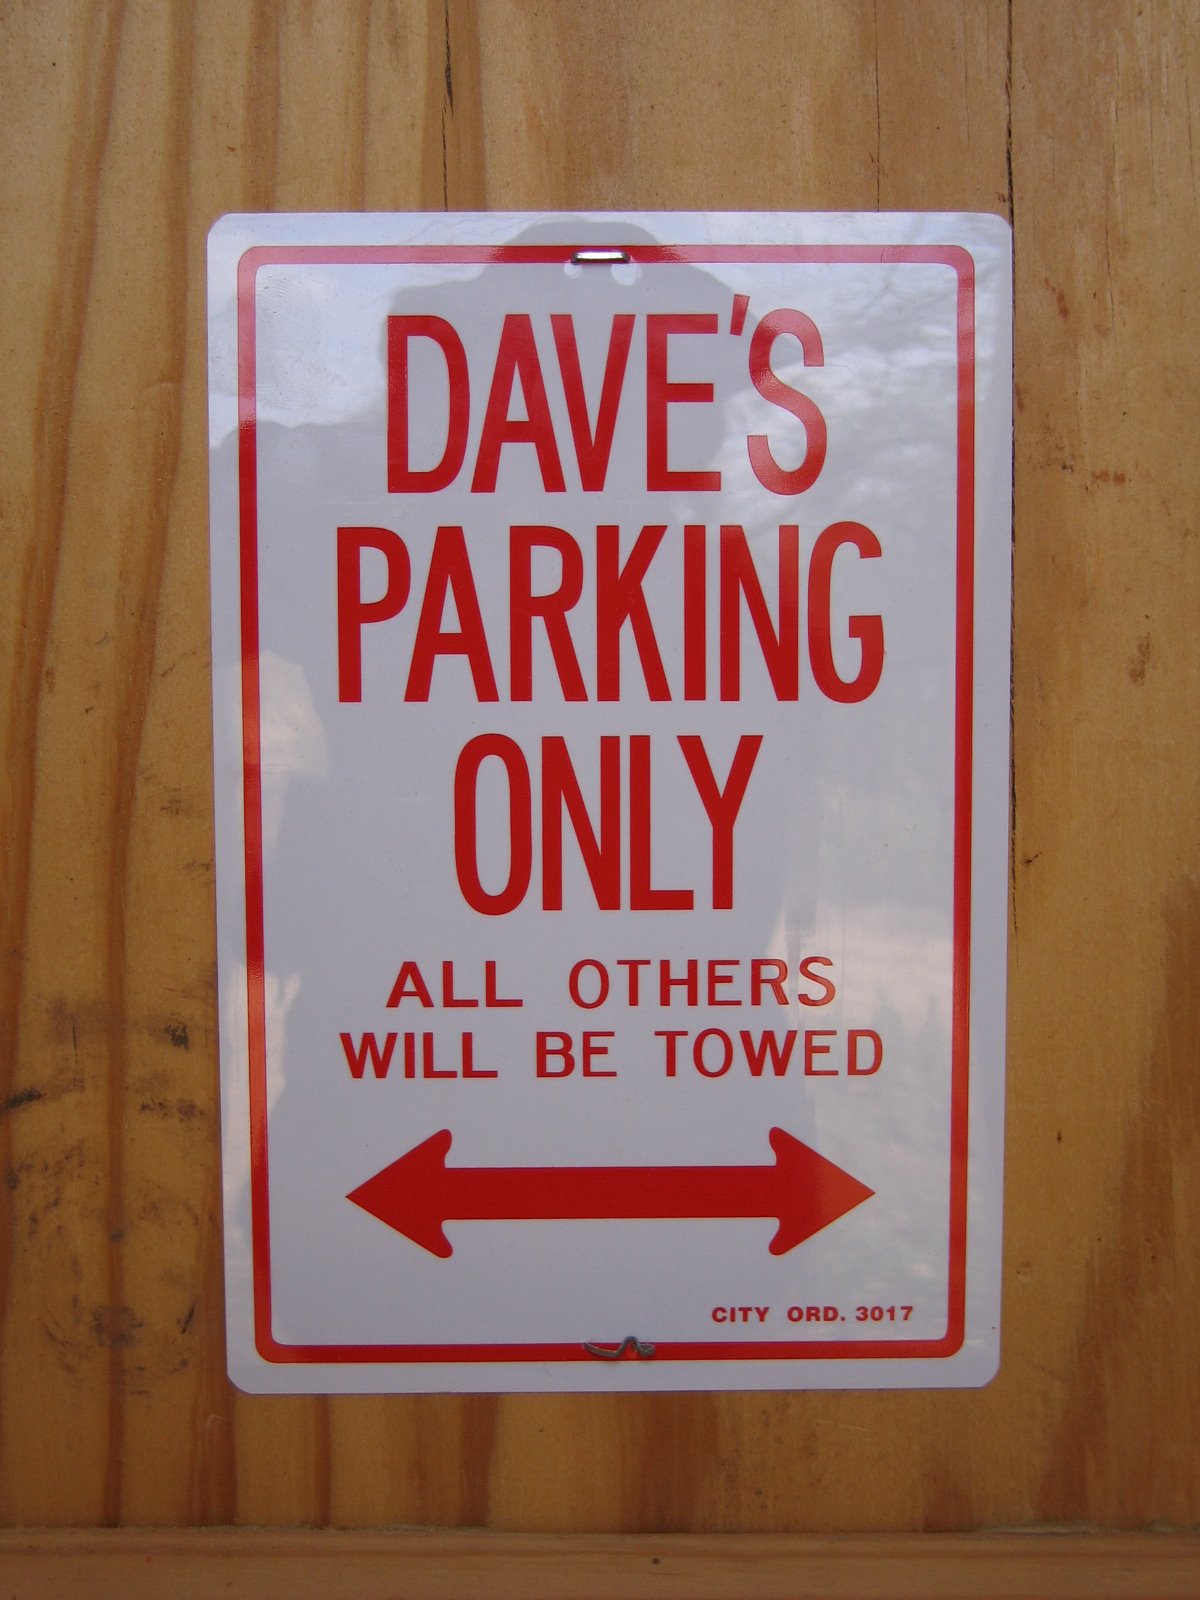 DAVE'S
PARKING
ONLY
ALL OTHERS
WILL BE TOWED
CITY ORD. 3017